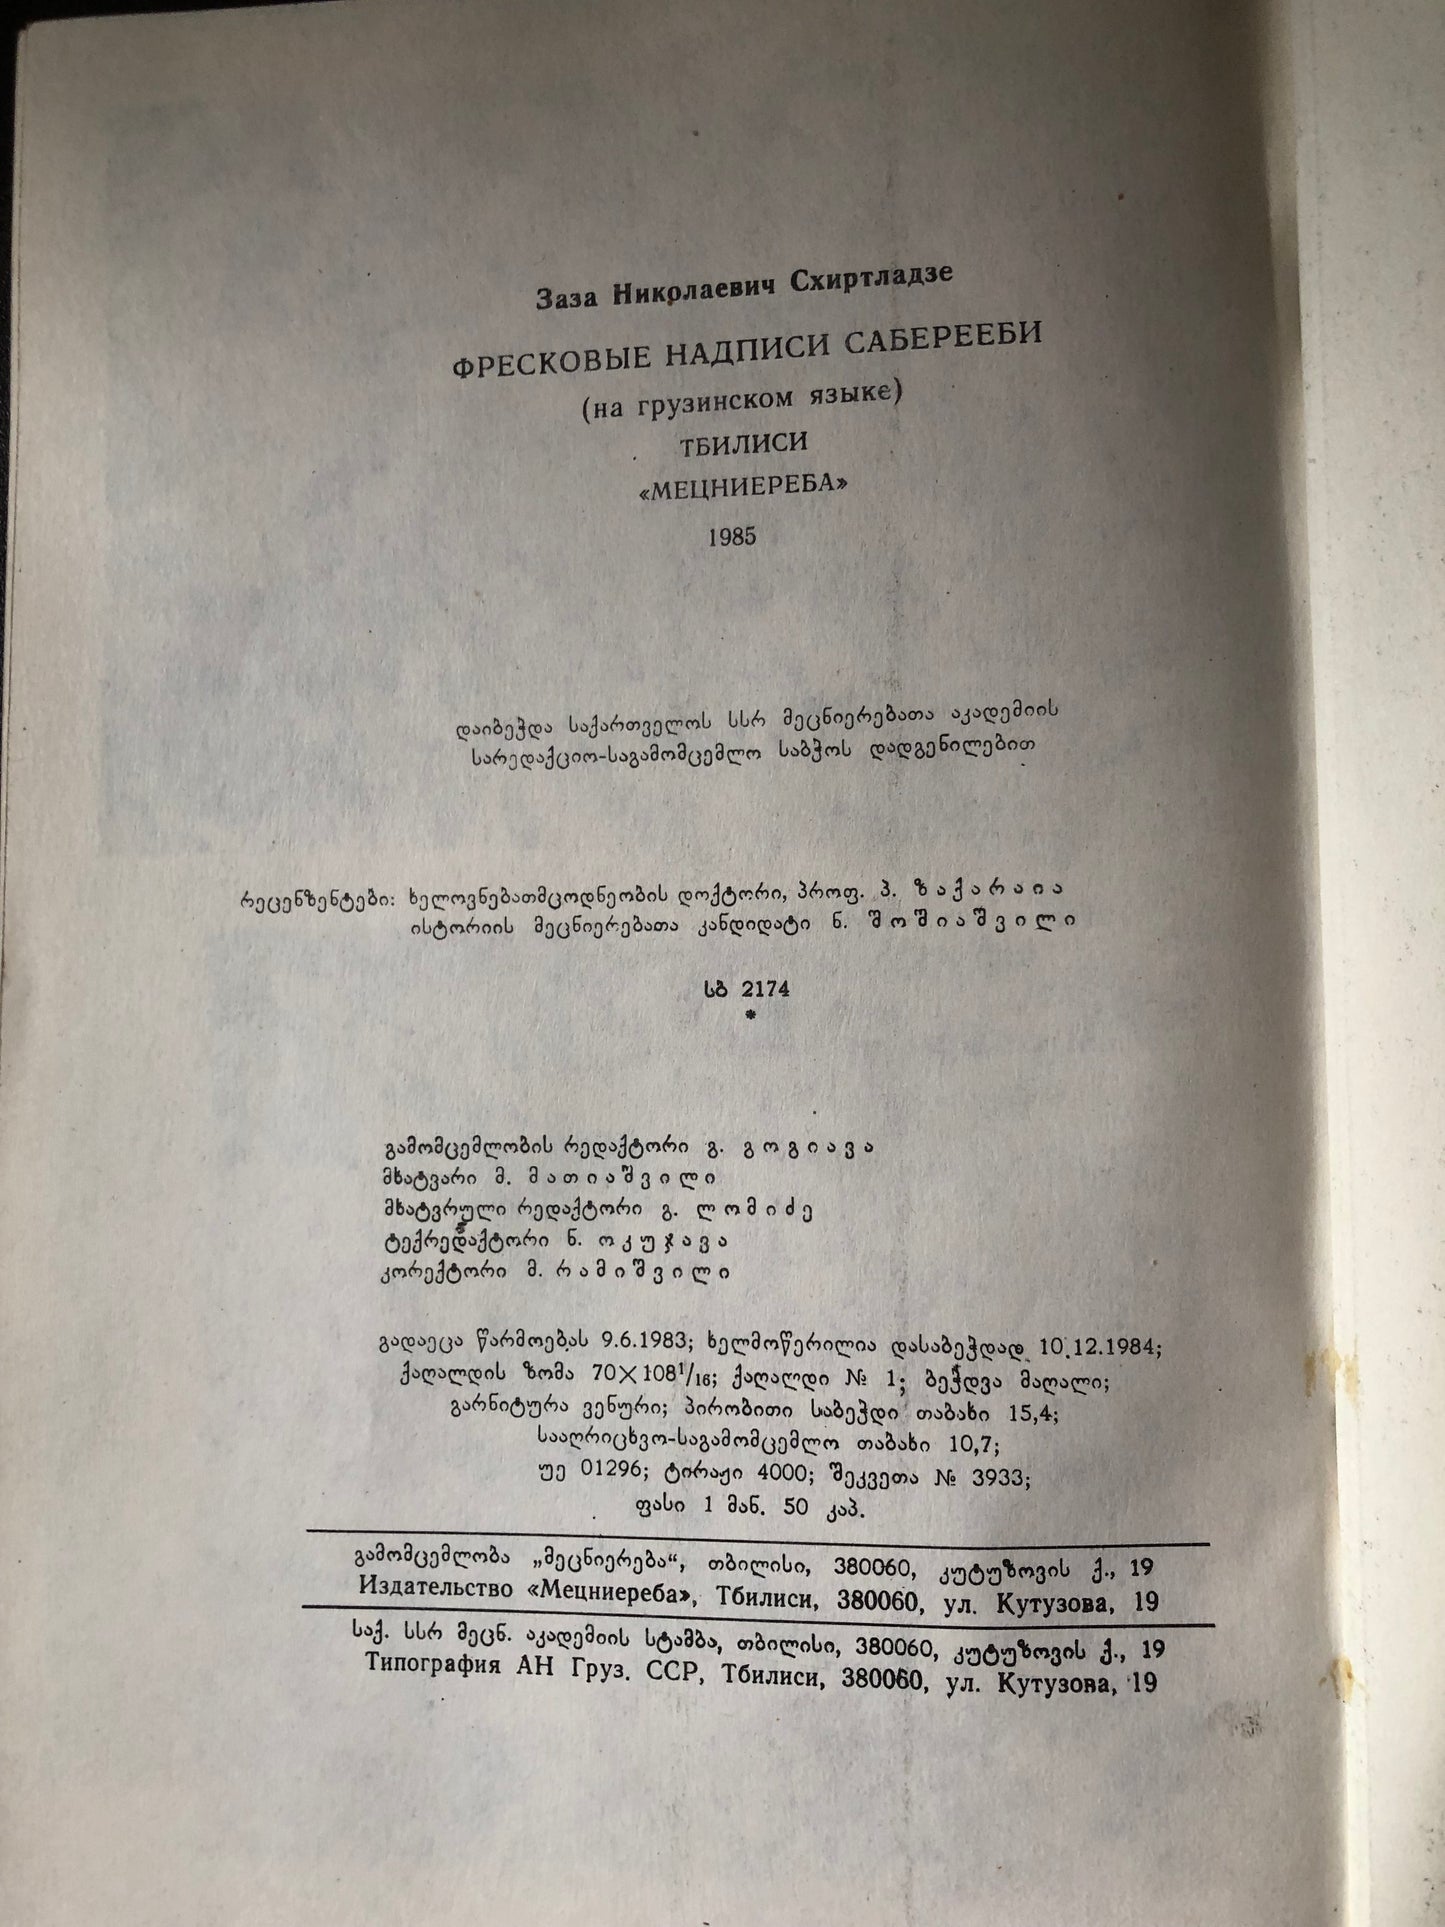 Заза Николаевич Схиртладзе
ФРЕСКОВЫЕ НАДПИСИ САБЕРЕЕБИ
(на грузинском языке)
ТБИЛИСИ
«МЕЦНИЕРЕБА»
1985
დაიბეჭდა საქართველოს სსრ მეცნიერებათა აკადემიის
სარედაქციო-საგამომცემლო საბჭოს დადგენილებით
რეცენზენტები: ხელოვნებათმცოდნეობის დოქტორი, პროფ. პ. ზაქარაია
ისტორიის მეცნიერებათა კანდიდატი ნ. შოშიაშვილი
სბ 2174
*
გამომცემლობის რედაქტორი გ. გოგიავა
მხატვარი მ. მათიაშვილი
მხატვრული რედაქტორი გ. ლომიძე
ტექრედაქტორი ნ. ოკუჯავა
კორექტორი მ. რამიშვილი
გადაეცა წარმოებას 9.6.1983; ხელმოწერილია დასაბეჭდად 10.12.1984;
ქაღალდის ზომა 70×108¹/₁₆; ქაღალდი № 1; ბეჭდვა მაღალი;
გარნიტურა ვენური; პირობითი საბეჭდი თაბახი 15,4;
სააღრიცხვო-საგამომცემლო თაბახი 10,7;
უე 01296; ტირაჟი 4000; შეკვეთა № 3933;
ფასი 1 მან. 50 კაპ.
გამომცემლობა „მეცნიერება“, თბილისი, 380060, კუტუზოვის ქ., 19
Издательство «Мецниереба», Тбилиси, 380060, ул. Кутузова, 19
საქ. სსრ მეცნ. აკადემიის სტამბა, თბილისი, 380060, კუტუზოვის ქ., 19
Типография АН Груз. ССР, Тбилиси, 380060, ул. Кутузова, 19